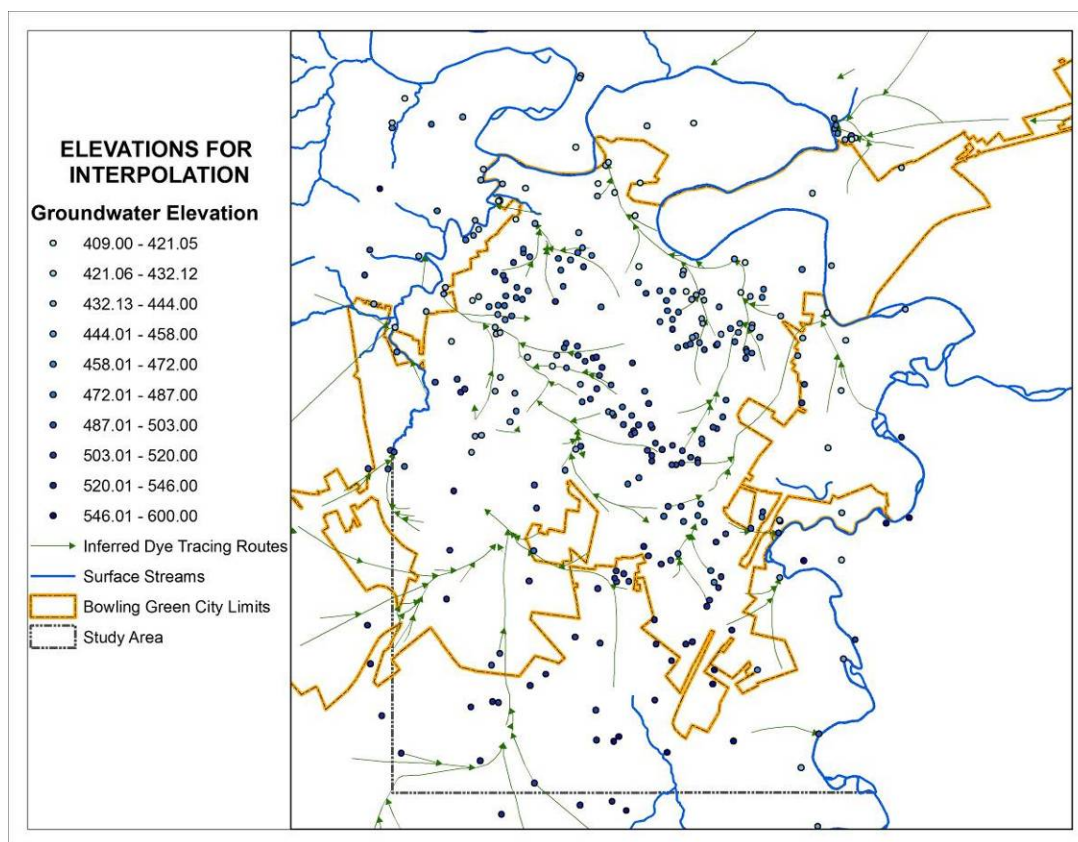 ELEVATIONS FOR
INTERPOLATION
Groundwater Elevation
409.00 - 421.05
421.06 - 432.12
432.13 - 444.00
444.01 - 458.00
458.01 - 472.00
472.01 - 487.00
487.01 - 503.00
503.01 - 520.00
520.01 - 546.00
546.01 - 600.00
Inferred Dye Tracing Routes
Surface Streams
Bowling Green City Limits
Study Area